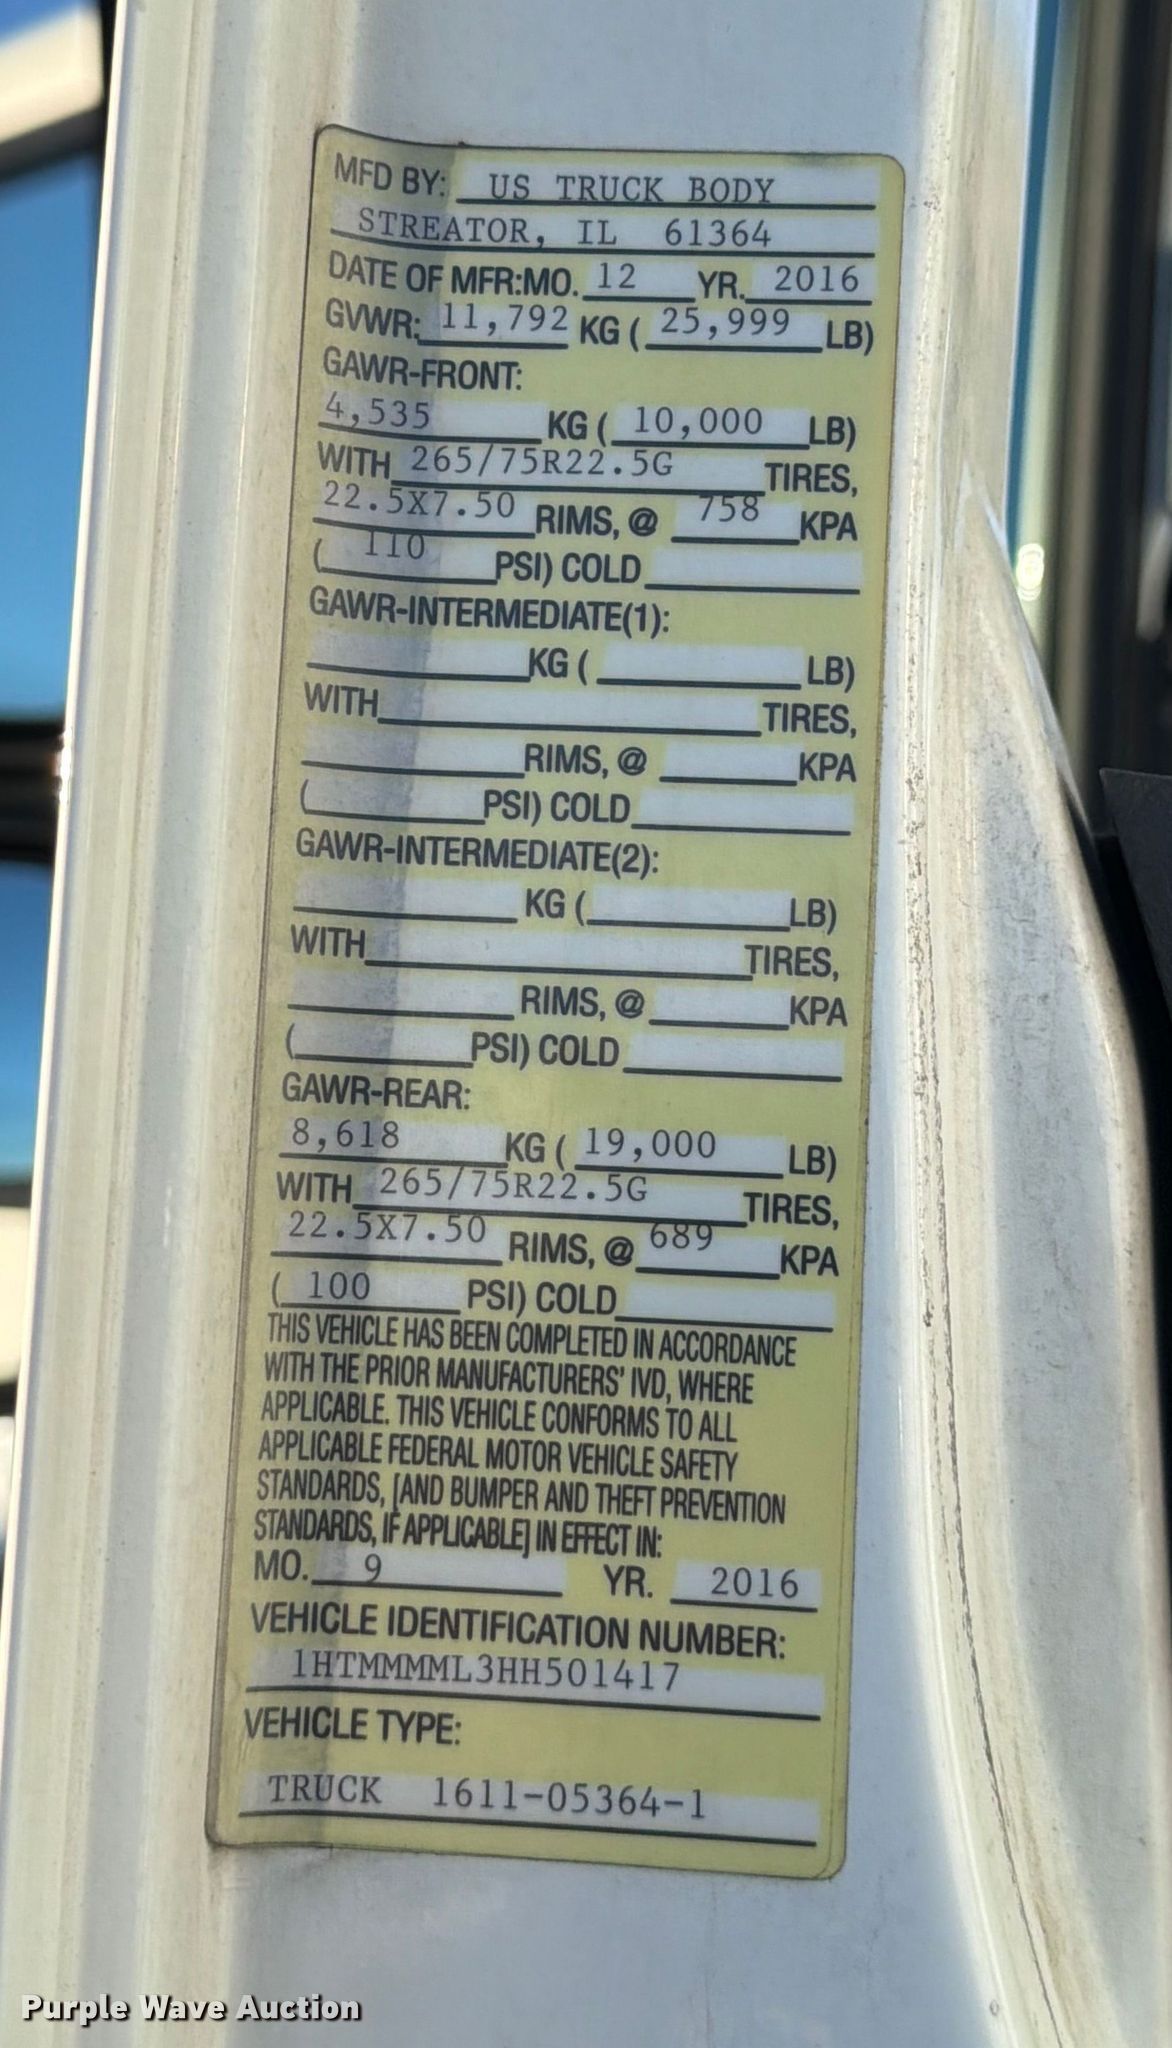 MFD BY: US TRUCK BODY
STREATOR, IL 61364
DATE OF MFR:MO. 12 YR. 2016
GVWR: 11,792 KG ( 25,999 LB)
GAWR-FRONT:
4,535 KG ( 10,000 LB)
WITH 265/75R22.5G TIRES,
22.5X7.50 RIMS, @ 758 KPA
( 110 PSI) COLD
GAWR-INTERMEDIATE(1):
KG ( LB)
WITH TIRES,
RIMS, @ KPA
( PSI) COLD
GAWR-INTERMEDIATE(2):
KG ( LB)
WITH TIRES,
RIMS, @ KPA
( PSI) COLD
GAWR-REAR:
8,618 KG ( 19,000 LB)
WITH 265/75R22.5G TIRES,
22.5X7.50 RIMS, @ 689 KPA
( 100 PSI) COLD
THIS VEHICLE HAS BEEN COMPLETED IN ACCORDANCE
WITH THE PRIOR MANUFACTURERS' IVD, WHERE
APPLICABLE. THIS VEHICLE CONFORMS TO ALL
APPLICABLE FEDERAL MOTOR VEHICLE SAFETY
STANDARDS, [AND BUMPER AND THEFT PREVENTION
STANDARDS, IF APPLICABLE] IN EFFECT IN:
MO. 9 YR. 2016
VEHICLE IDENTIFICATION NUMBER:
1HTMMMML3HH501417
VEHICLE TYPE:
TRUCK 1611-05364-1
Purple Wave Auction